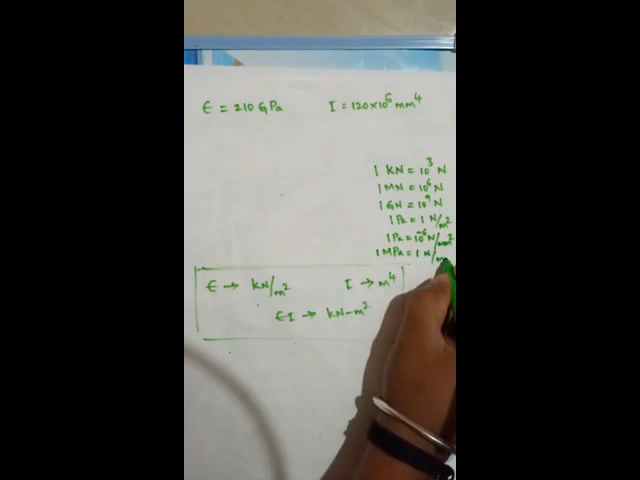 E = 210 GPa I = 120×10⁶ mm⁴
1 KN = 10³ N
1 MN = 10⁶ N
1 GN = 10⁹ N
1 Pa = 1 N/m²
1 Pa = 10⁻⁶ N/mm²
1 MPa = 1 N/m
E → kN/m² I → m⁴
EI → kN-m²